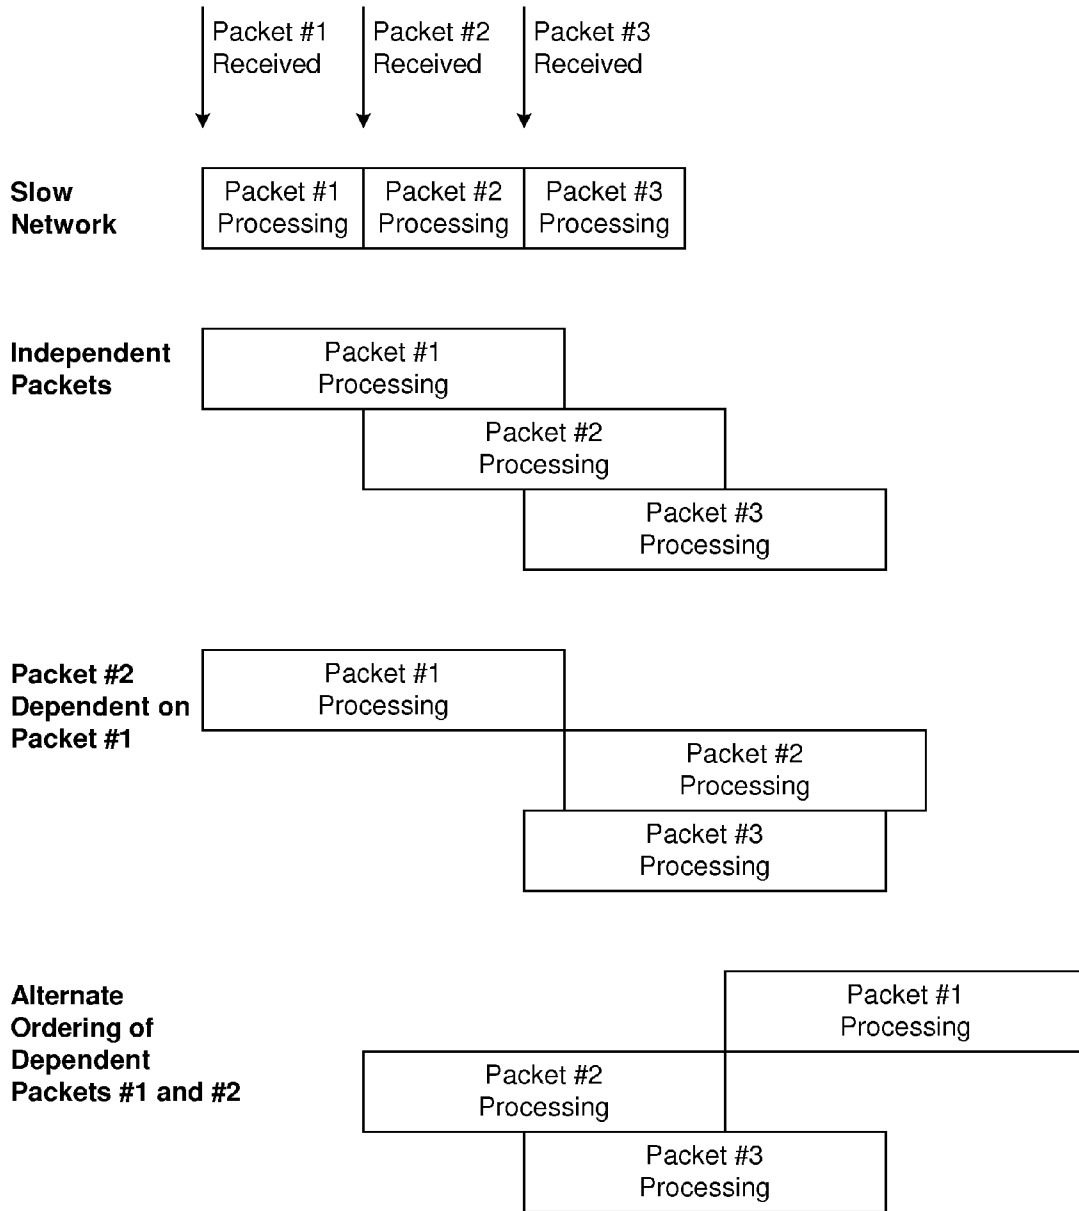 Packet #1
Received
Packet #2
Received
Packet #3
Received
Slow
Network
Packet #1
Processing
Packet #2
Processing
Packet #3
Processing
Independent
Packets
Packet #1
Processing
Packet #2
Processing
Packet #3
Processing
Packet #2
Dependent on
Packet #1
Packet #1
Processing
Packet #2
Processing
Packet #3
Processing
Alternate
Ordering of
Dependent
Packets #1 and #2
Packet #1
Processing
Packet #2
Processing
Packet #3
Processing